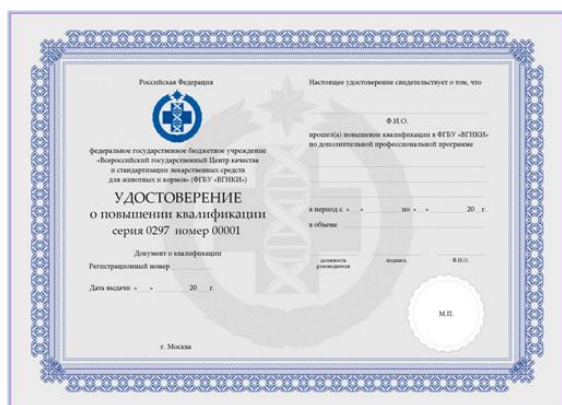 Российская Федерация
федеральное государственное бюджетное учреждение
«Всероссийский государственный Центр качества
и стандартизации лекарственных средств
для животных и кормов» (ФГБУ «ВГНКИ»)
УДОСТОВЕРЕНИЕ
о повышении квалификации
серия 0297 номер 00001
Документ о квалификации
Регистрационный номер
Дата выдачи « » 20 г.
г. Москва
Настоящее удостоверение свидетельствует о том, что
Ф.И.О.
прошел(а) повышение квалификации в ФГБУ «ВГНКИ»
по дополнительной профессиональной программе
в период с « » по « » 20 г.
в объеме
должность подпись Ф.И.О.
руководителя
М.П.